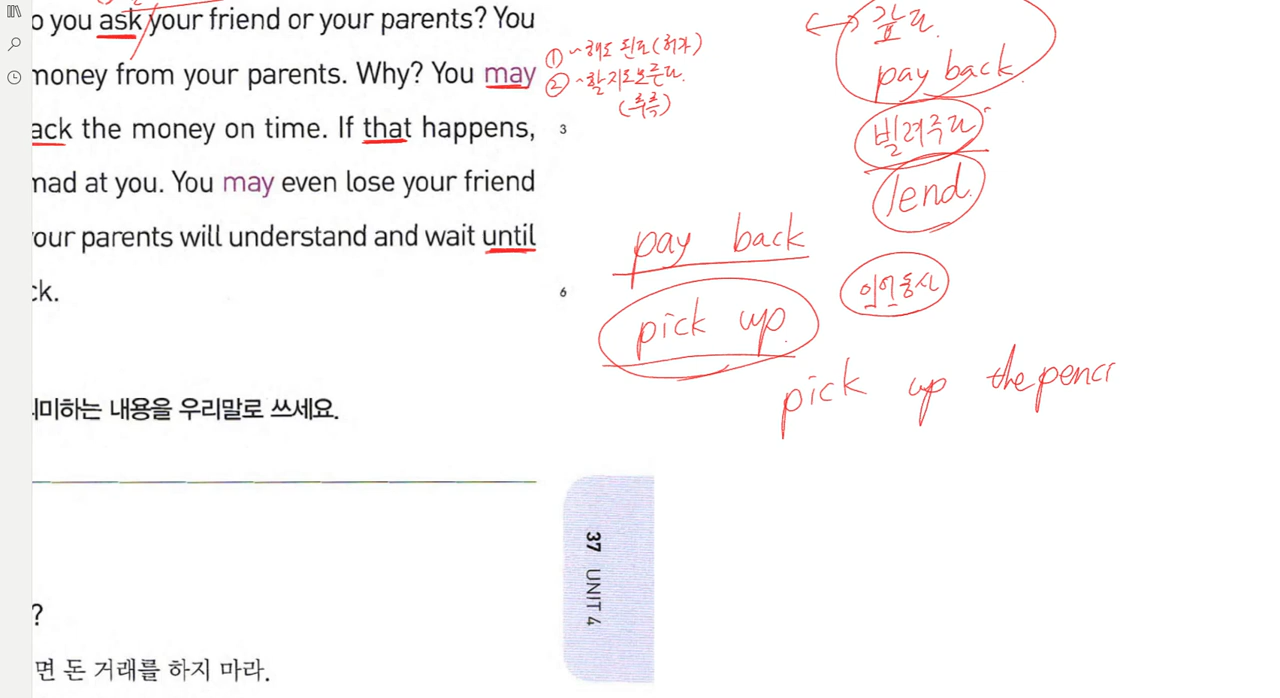 o you ask your friend or your parents? You
money from your parents. Why? You may
ack the money on time. If that happens,
3
mad at you. You may even lose your friend
our parents will understand and wait until
ck.
6
① ~해도 된다 (허가)
② ~할지도 모른다.
(추측)
갚다.
pay back.
빌려주다
lend.
pay back
이어동사
pick up.
pick up the penci
미하는 내용을 우리말로 쓰세요.
37 UNIT 4
?
면 돈 거래를 하지 마라.